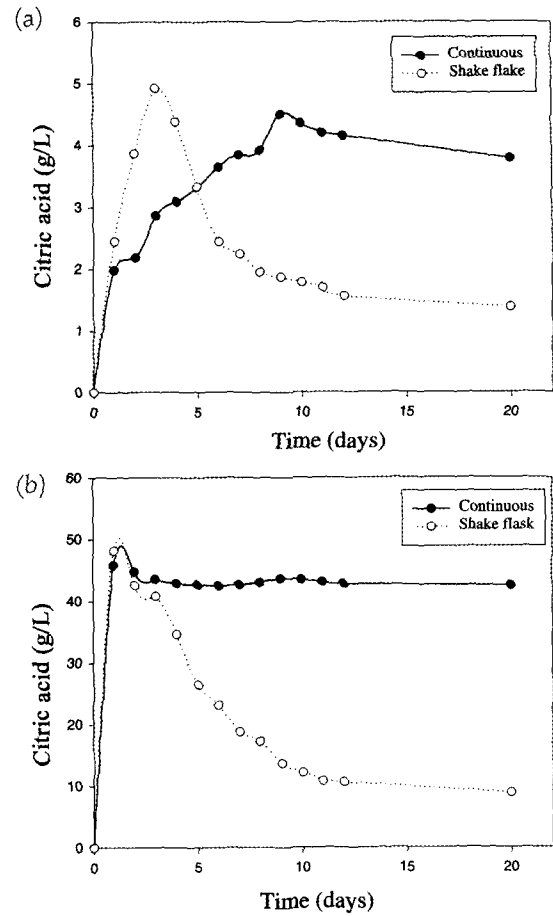 (a)
6
5
4
3
2
1
0
Citric acid (g/L)
Continuous
Shake flake
0 5 10 15 20
Time (days)
(b)
60
50
40
30
20
10
0
Citric acid (g/L)
Continuous
Shake flask
0 5 10 15 20
Time (days)